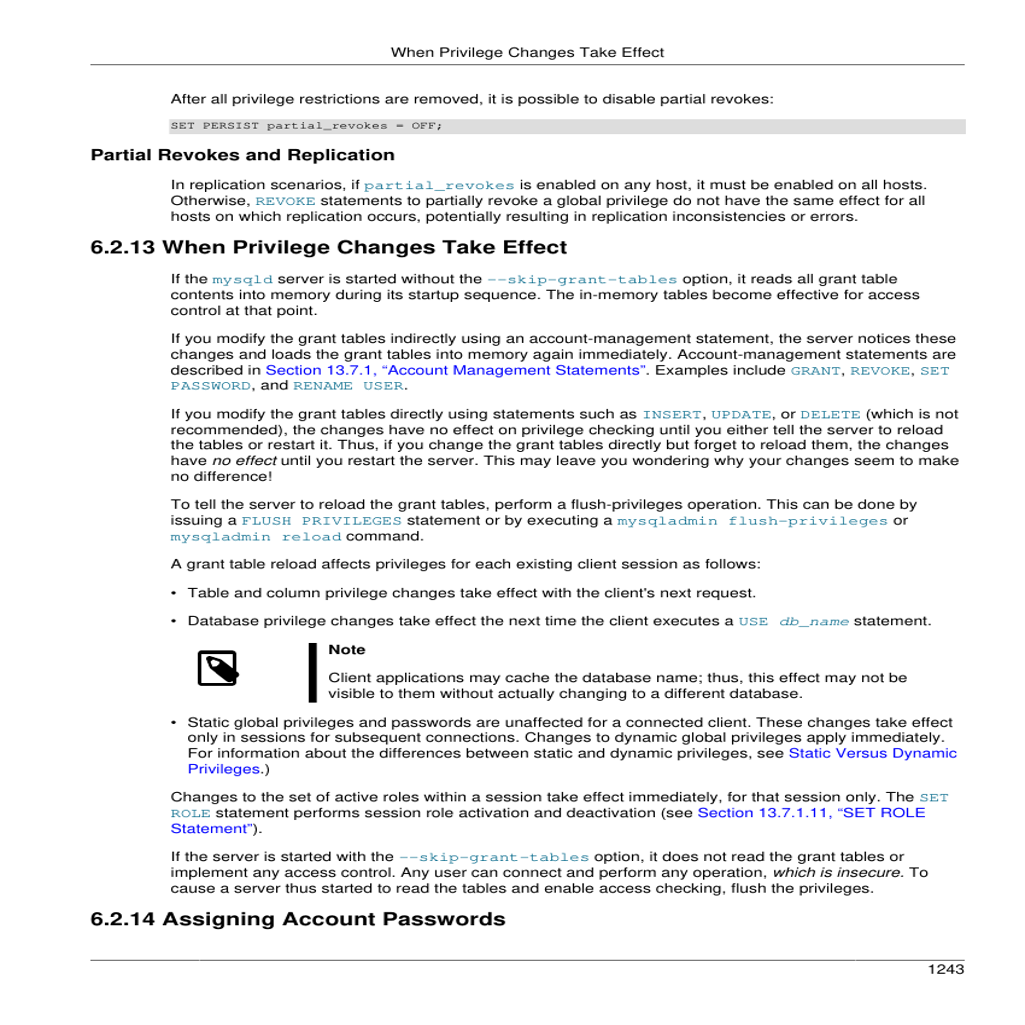 When Privilege Changes Take Effect
After all privilege restrictions are removed, it is possible to disable partial revokes:
SET PERSIST partial_revokes = OFF;
Partial Revokes and Replication
In replication scenarios, if partial_revokes is enabled on any host, it must be enabled on all hosts.
Otherwise, REVOKE statements to partially revoke a global privilege do not have the same effect for all
hosts on which replication occurs, potentially resulting in replication inconsistencies or errors.
6.2.13 When Privilege Changes Take Effect
If the mysqld server is started without the --skip-grant-tables option, it reads all grant table
contents into memory during its startup sequence. The in-memory tables become effective for access
control at that point.
If you modify the grant tables indirectly using an account-management statement, the server notices these
changes and loads the grant tables into memory again immediately. Account-management statements are
described in Section 13.7.1, “Account Management Statements”. Examples include GRANT, REVOKE, SET
PASSWORD, and RENAME USER.
If you modify the grant tables directly using statements such as INSERT, UPDATE, or DELETE (which is not
recommended), the changes have no effect on privilege checking until you either tell the server to reload
the tables or restart it. Thus, if you change the grant tables directly but forget to reload them, the changes
have no effect until you restart the server. This may leave you wondering why your changes seem to make
no difference!
To tell the server to reload the grant tables, perform a flush-privileges operation. This can be done by
issuing a FLUSH PRIVILEGES statement or by executing a mysqladmin flush-privileges or
mysqladmin reload command.
A grant table reload affects privileges for each existing client session as follows:
• Table and column privilege changes take effect with the client's next request.
• Database privilege changes take effect the next time the client executes a USE db_name statement.
Note
Client applications may cache the database name; thus, this effect may not be
visible to them without actually changing to a different database.
• Static global privileges and passwords are unaffected for a connected client. These changes take effect
only in sessions for subsequent connections. Changes to dynamic global privileges apply immediately.
For information about the differences between static and dynamic privileges, see Static Versus Dynamic
Privileges.)
Changes to the set of active roles within a session take effect immediately, for that session only. The SET
ROLE statement performs session role activation and deactivation (see Section 13.7.1.11, “SET ROLE
Statement”).
If the server is started with the --skip-grant-tables option, it does not read the grant tables or
implement any access control. Any user can connect and perform any operation, which is insecure. To
cause a server thus started to read the tables and enable access checking, flush the privileges.
6.2.14 Assigning Account Passwords
1243